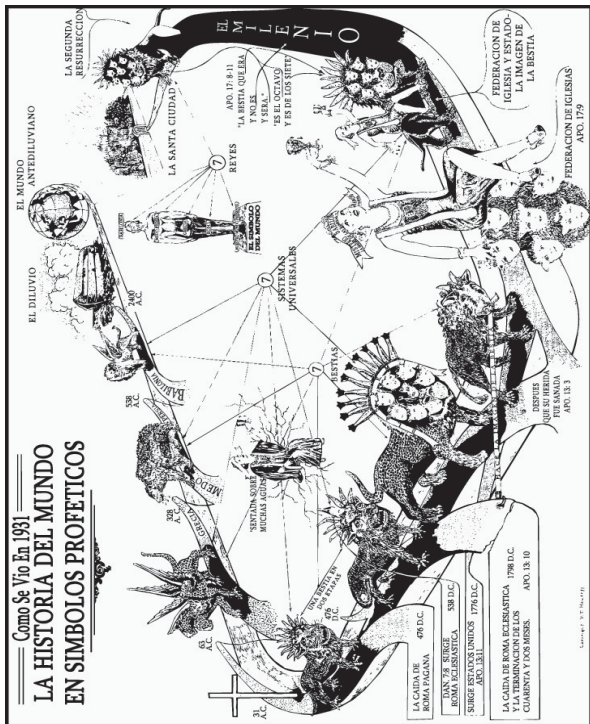 Como Se Vio En 1931
LA HISTORIA DEL MUNDO
EN SIMBOLOS PROFETICOS
EL MUNDO
ANTEDILUVIANO
EL DILUVIO
2400
A.C.
BABILONIA
538
A.C.
MEDO
GRECIA
328
A.C.
63
A.C.
31
A.C.
LA SEGUNDA
RESURRECCION
LA SANTA CIUDAD
EL
MILENIO
APO. 17: 8-11
"LA BESTIA QUE ERA
Y NO ES
Y SERA."
"ES EL OCTAVO
Y ES DE LOS SIETE"
7
REYES
EL SIMBOLO
DEL MUNDO
7
SISTEMAS
UNIVERSALES
7
BESTIAS
"SENTADA SOBRE
MUCHAS AGUAS"
UNA BESTIA EN
DOS ETAPAS
476
D.C.
FEDERACION DE
IGLESIA Y ESTADO-
LA IMAGEN DE
LA BESTIA
FEDERACION DE IGLESIAS
APO. 17:9
DESPUES
QUE SU HERIDA
FUE SANADA
APO. 13: 3
LA CAIDA DE
ROMA PAGANA 476 D.C.
DAN. 7:8 SURGE
ROMA ECLESIASTICA 538 D.C.
SURGE ESTADOS UNIDOS 1776 D.C.
APO. 13:11
LA CAIDA DE ROMA ECLESIASTICA 1798 D.C.
Y LA TERMINACION DE LOS
CUARENTA Y DOS MESES. APO. 13: 10